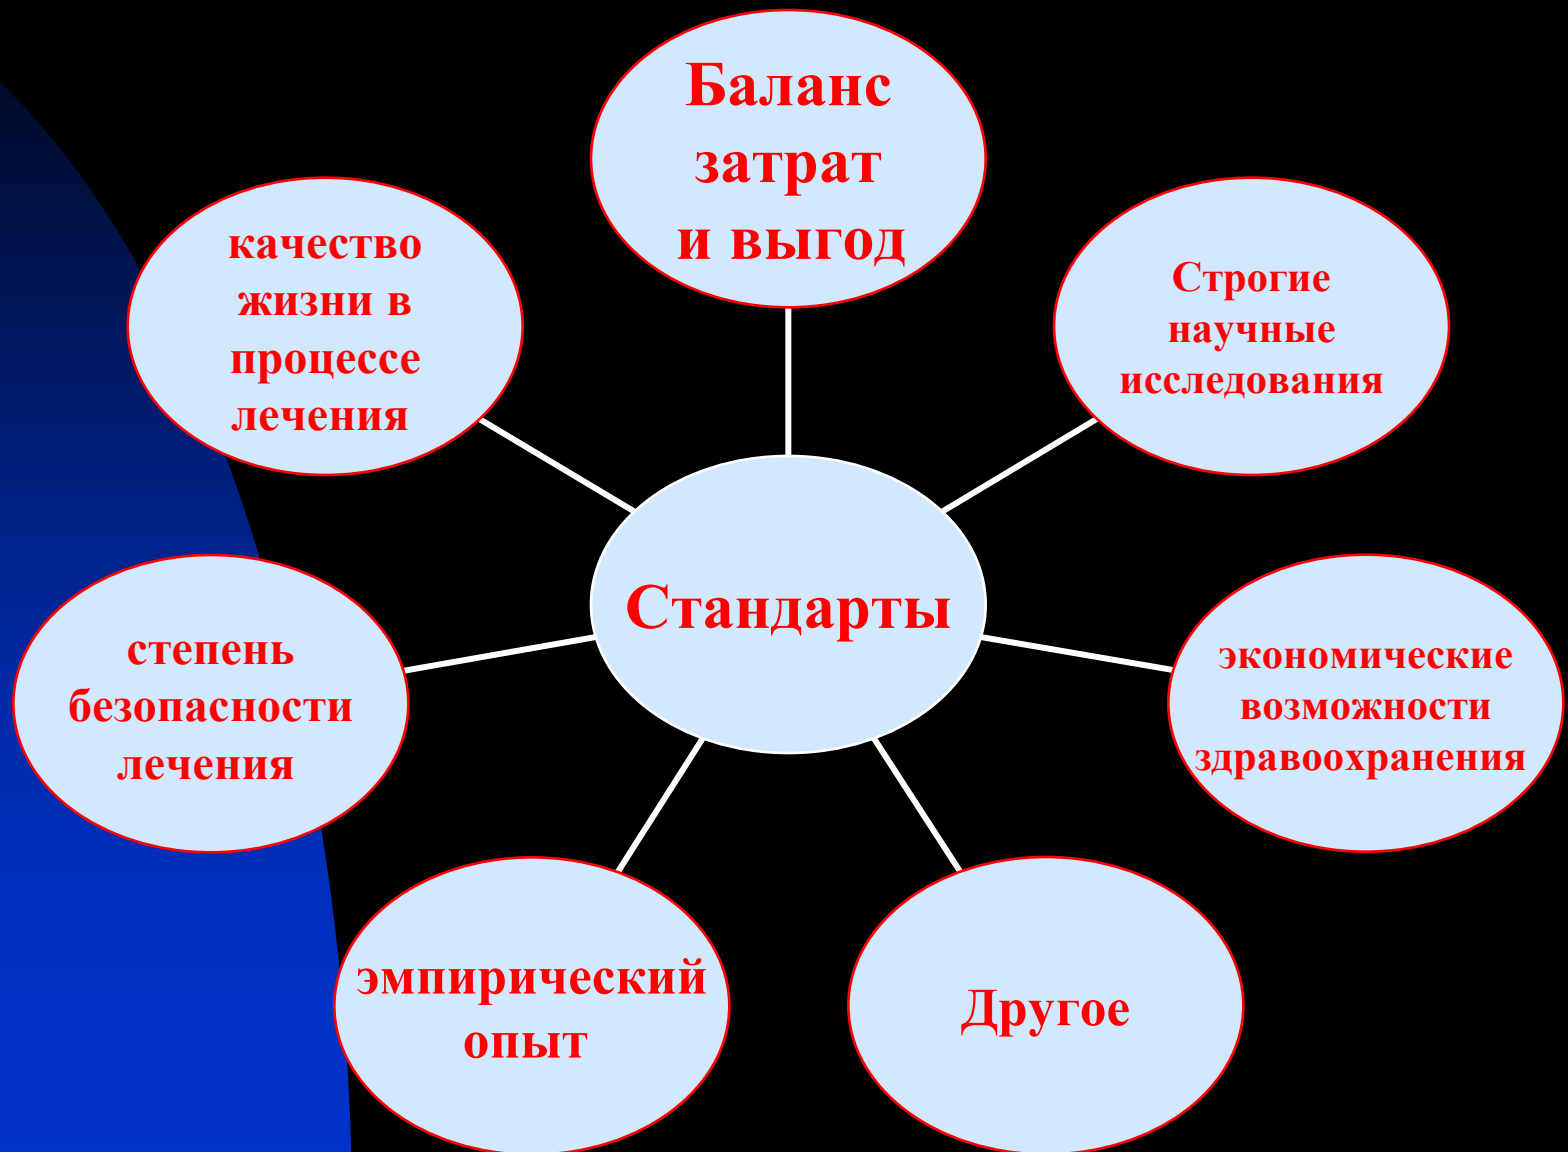 Баланс
затрат
и выгод
качество
жизни в
процессе
лечения
Строгие
научные
исследования
Стандарты
степень
безопасности
лечения
экономические
возможности
здравоохранения
эмпирический
опыт
Другое